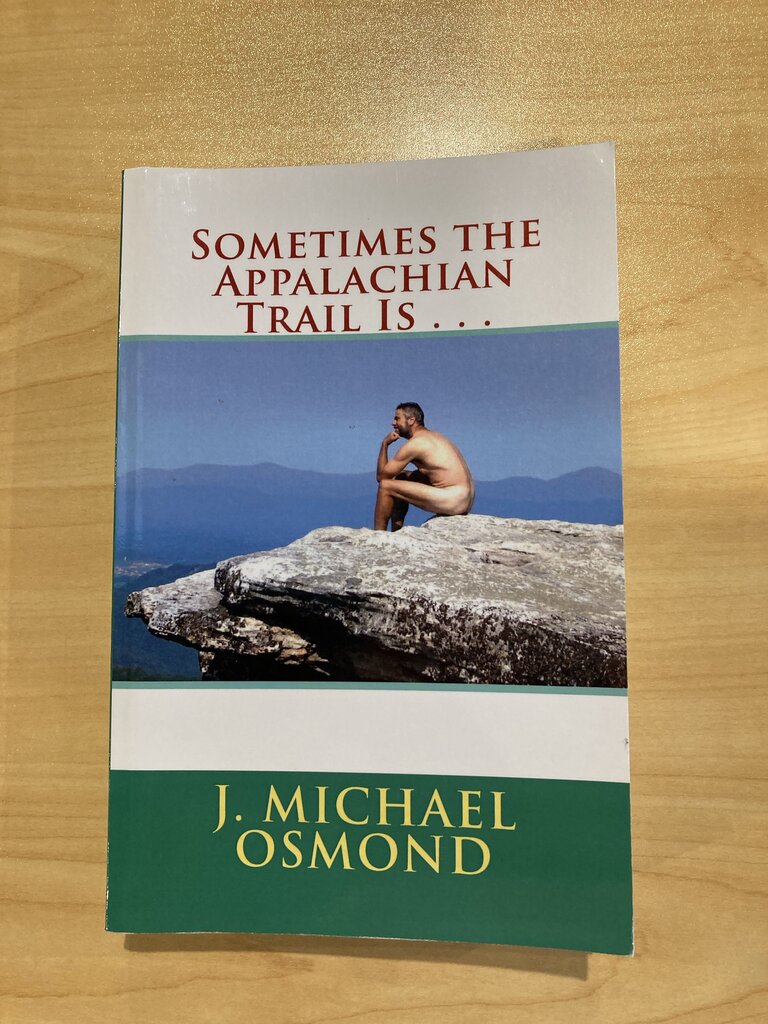 Sometimes the
Appalachian
Trail Is . . .
J. Michael
Osmond